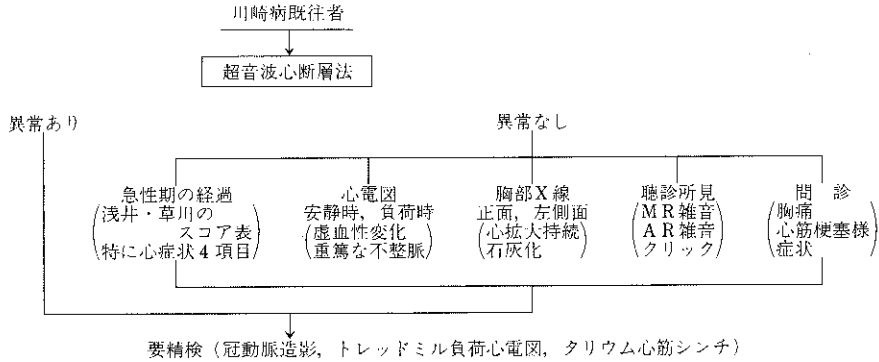 川崎病既往者
超音波心断層法
異常あり
異常なし
急性期の経過
(浅井・草川の
スコア表
特に心症状4項目)
心電図
安静時,負荷時
(虚血性変化
重篤な不整脈)
胸部X線
正面,左側面
(心拡大持続
石灰化)
聴診所見
(MR雑音
AR雑音
クリック)
問 診
(胸痛
心筋梗塞様
症状)
要精検(冠動脈造影,トレッドミル負荷心電図,タリウム心筋シンチ)